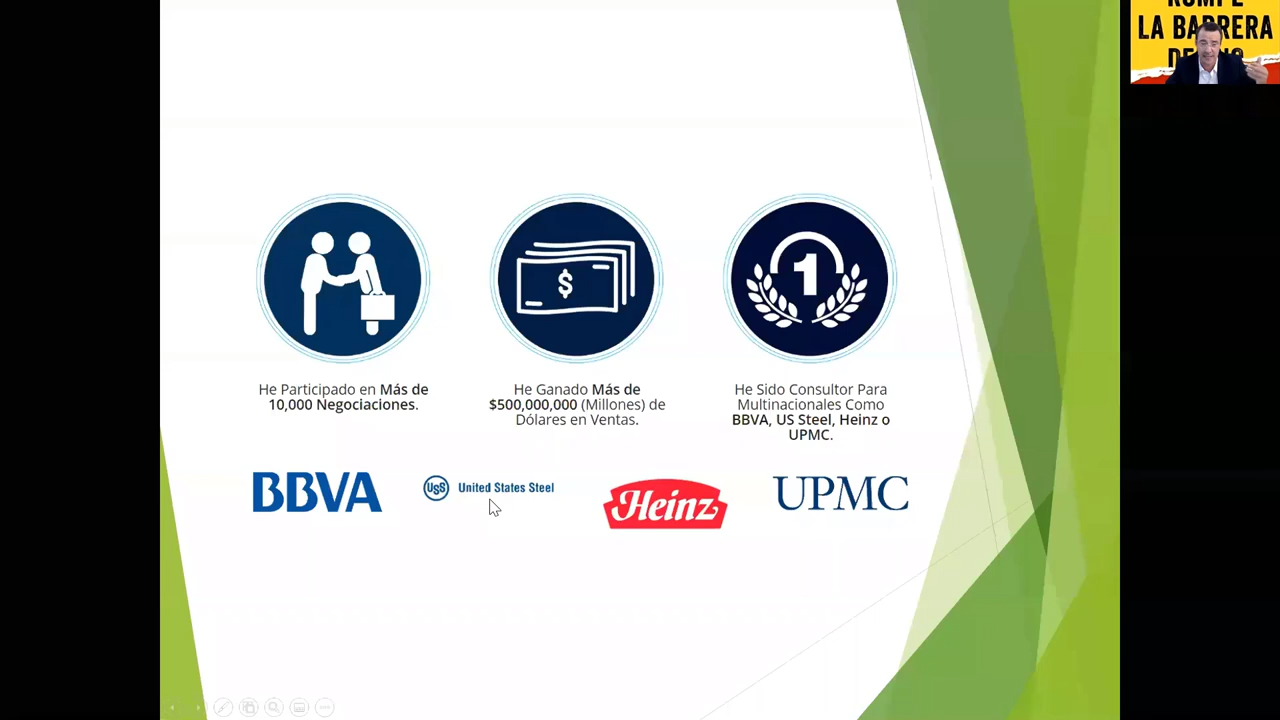 LA BARRERA
1
$
He Participado en Más de
10,000 Negociaciones.
He Ganado Más de
$500,000,000 (Millones) de
Dólares en Ventas.
He Sido Consultor Para
Multinacionales Como
BBVA, US Steel, Heinz o
UPMC.
BBVA
USS United States Steel
Heinz
UPMC